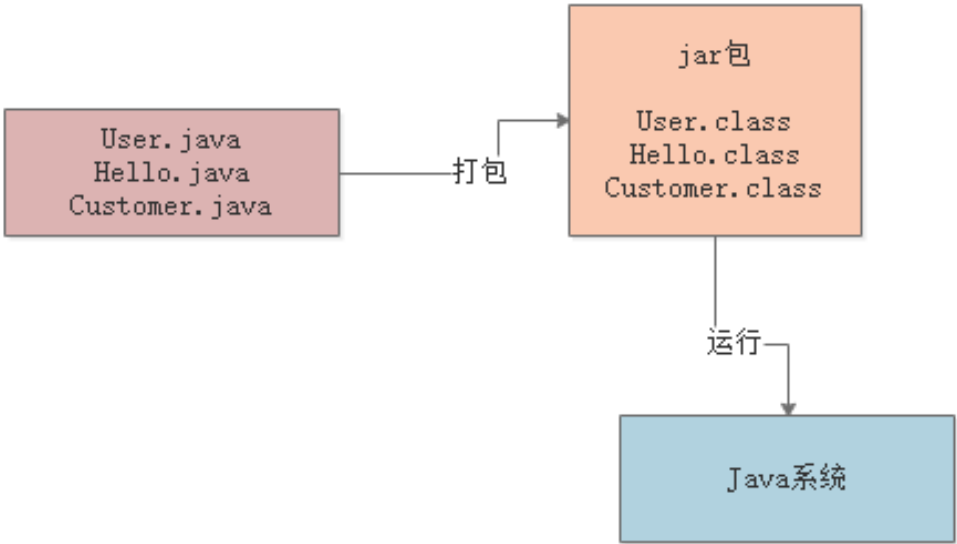 User.java
Hello.java
Customer.java
打包
jar包
User.class
Hello.class
Customer.class
运行
Java系统